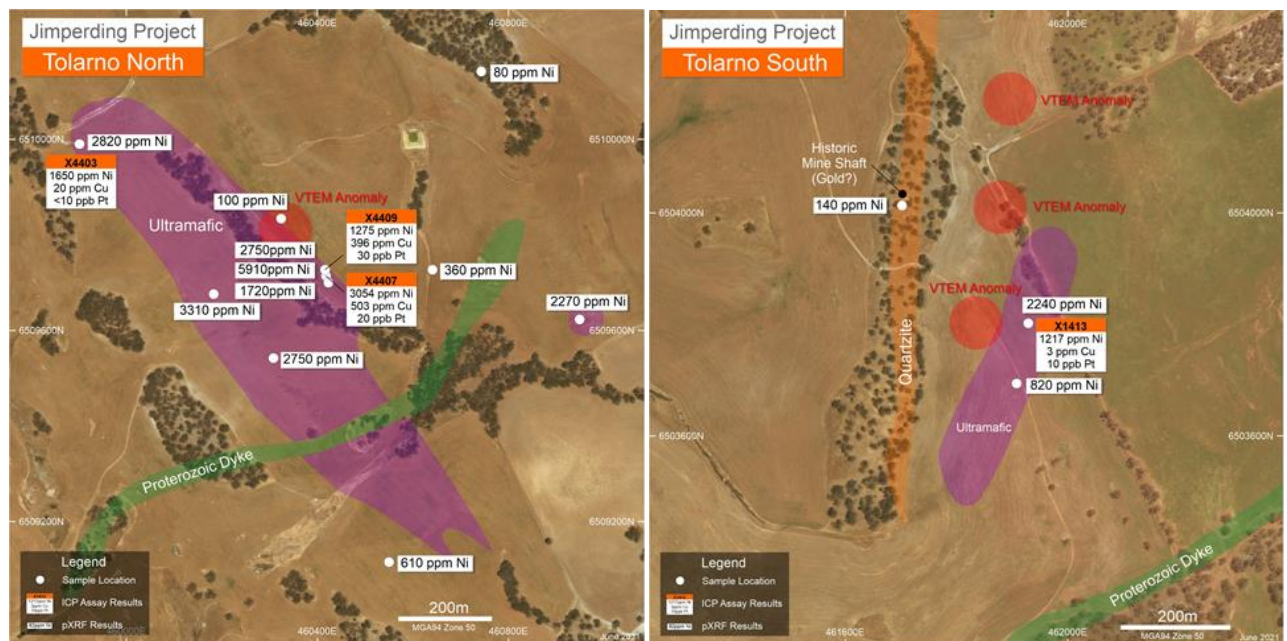 Jimperding Project
Tolarno North
460400E
460800E
80 ppm Ni
6510000N
2820 ppm Ni
X4403
1650 ppm Ni
20 ppm Cu
<10 ppb Pt
100 ppm Ni
VTEM Anomaly
Ultramafic
X4409
1275 ppm Ni
396 ppm Cu
30 ppb Pt
2750ppm Ni
5910ppm Ni
1720ppm Ni
X4407
3054 ppm Ni
503 ppm Cu
20 ppb Pt
360 ppm Ni
3310 ppm Ni
2270 ppm Ni
6509600N
2750 ppm Ni
Proterozoic Dyke
6509200N
610 ppm Ni
Legend
Sample Location
ICP Assay Results
pXRF Results
200m
MGA94 Zone 50
460400E
460800E
Jimperding Project
Tolarno South
462000E
VTEM Anomaly
Historic
Mine Shaft
(Gold?)
140 ppm Ni
VTEM Anomaly
6504000N
6504000N
VTEM Anomaly
2240 ppm Ni
X1413
1217 ppm Ni
3 ppm Cu
10 ppb Pt
Quartzite
820 ppm Ni
Ultramafic
6503600N
6503600N
Proterozoic Dyke
Legend
Sample Location
ICP Assay Results
pXRF Results
461600E
462000E
200m
MGA94 Zone 50
June 2021